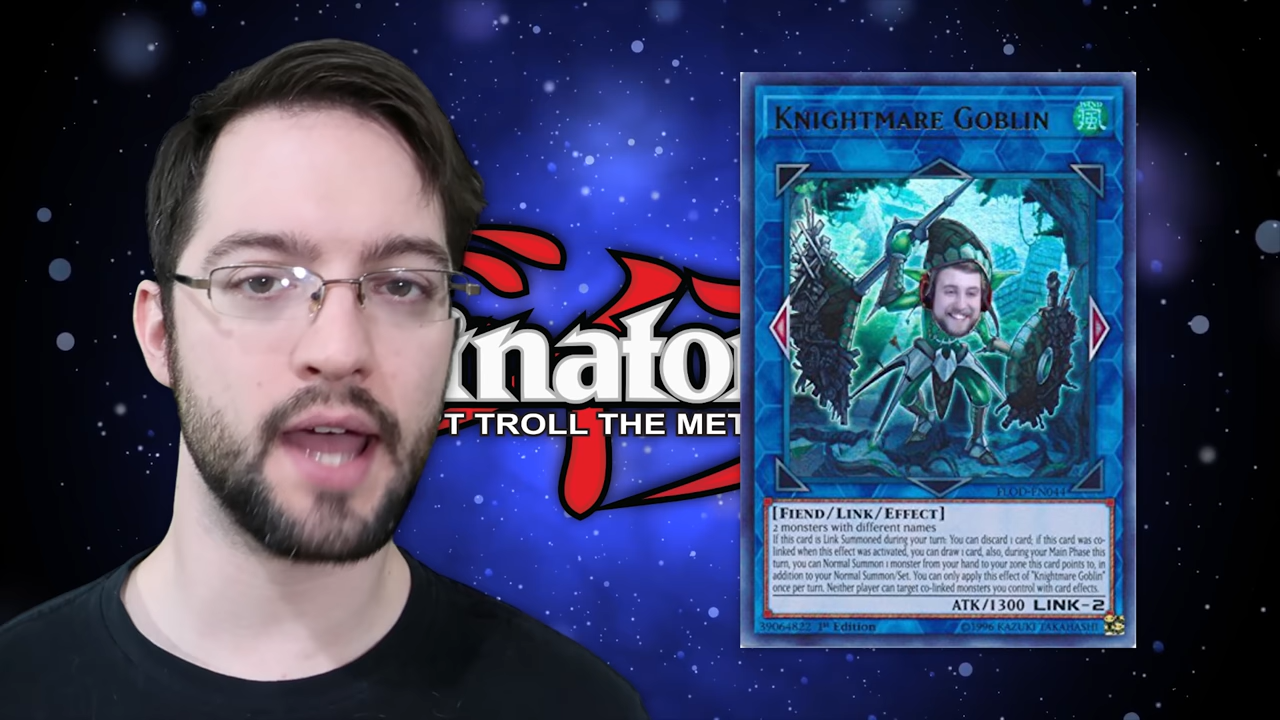 Knightmare Goblin
WIND
風
nato
T TROLL THE MET
FLOD-EN044
[Fiend/Link/Effect]
2 monsters with different names
If this card is Link Summoned during your turn: You can discard 1 card; if this card was co-
linked when this effect was activated, you can draw 1 card, also, during your Main Phase this
turn, you can Normal Summon 1 monster from your hand to your zone this card points to, in
addition to your Normal Summon/Set. You can only apply this effect of "Knightmare Goblin"
once per turn. Neither player can target co-linked monsters you control with card effects.
ATK/1300 LINK-2
39064822 1st Edition ©1996 KAZUKI TAKAHASHI